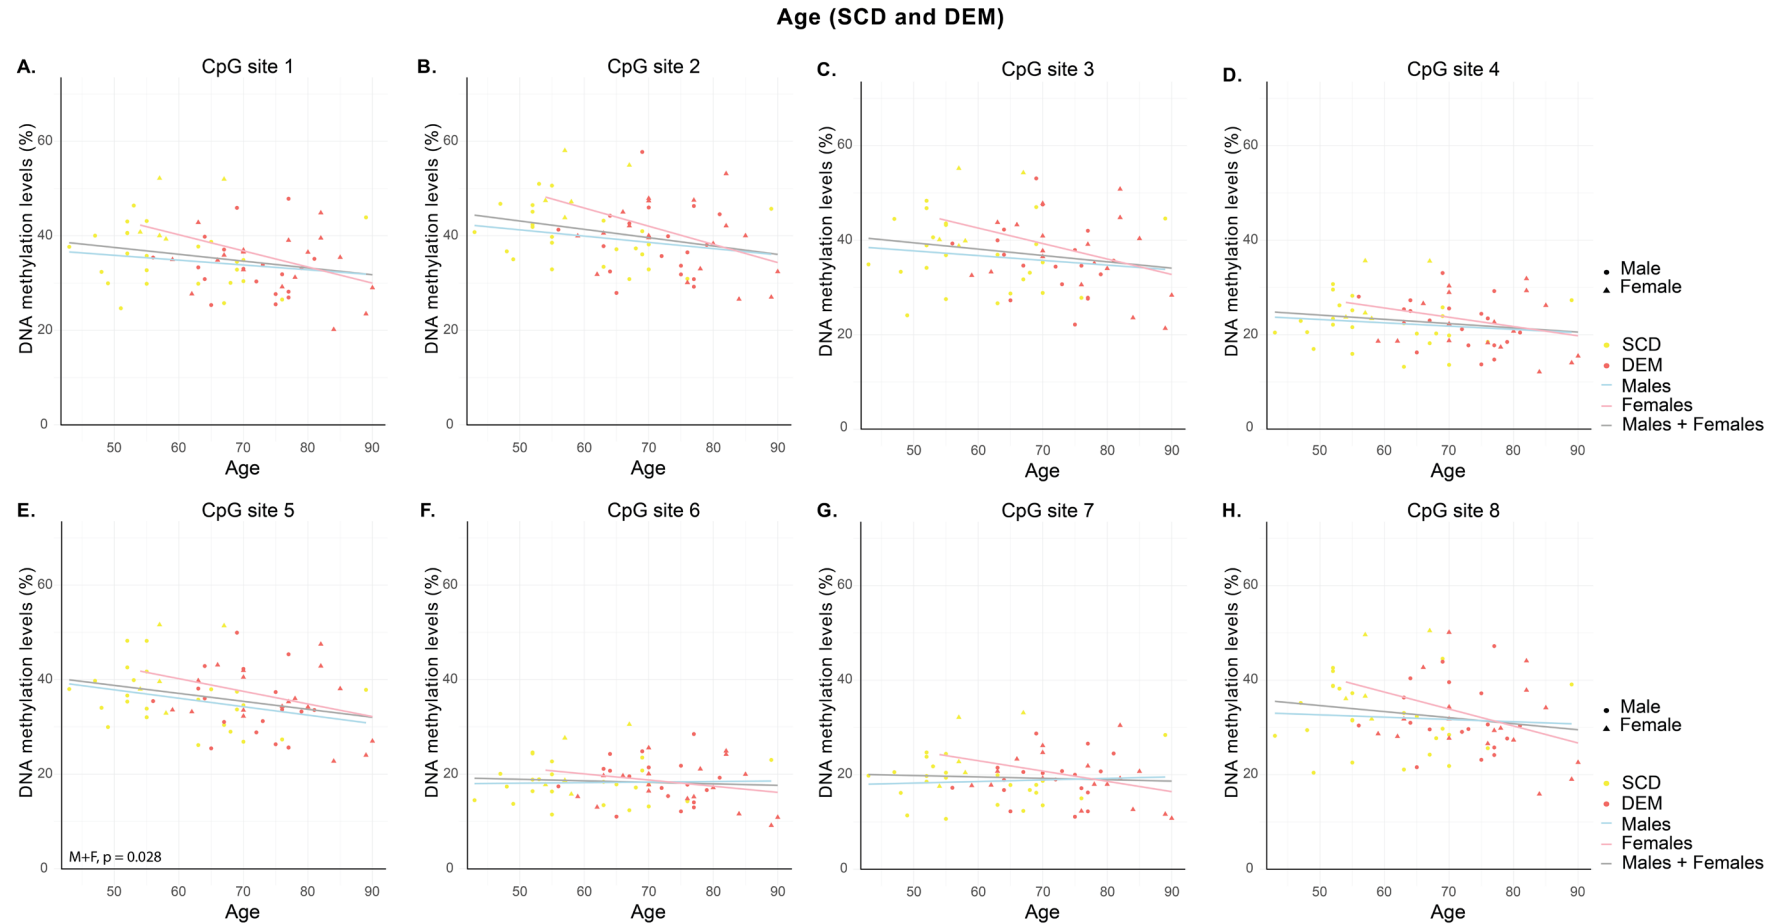 Age (SCD and DEM)
A. CpG site 1
DNA methylation levels (%)
60
40
20
0
50 60 70 80 90
Age
B. CpG site 2
DNA methylation levels (%)
60
40
20
0
50 60 70 80 90
Age
C. CpG site 3
DNA methylation levels (%)
60
40
20
0
50 60 70 80 90
Age
D. CpG site 4
DNA methylation levels (%)
60
40
20
0
50 60 70 80 90
Age
Male
Female
SCD
DEM
Males
Females
Males + Females
E. CpG site 5
DNA methylation levels (%)
60
40
20
0
M+F, p = 0.028
50 60 70 80 90
Age
F. CpG site 6
DNA methylation levels (%)
60
40
20
0
50 60 70 80 90
Age
G. CpG site 7
DNA methylation levels (%)
60
40
20
0
50 60 70 80 90
Age
H. CpG site 8
DNA methylation levels (%)
60
40
20
0
50 60 70 80 90
Age
Male
Female
SCD
DEM
Males
Females
Males + Females